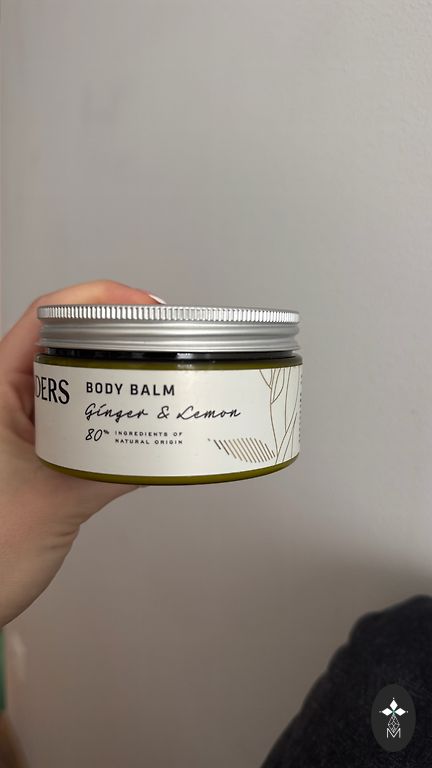 DERS
BODY BALM
Ginger & Lemon
80% INGREDIENTS OF
NATURAL ORIGIN
M